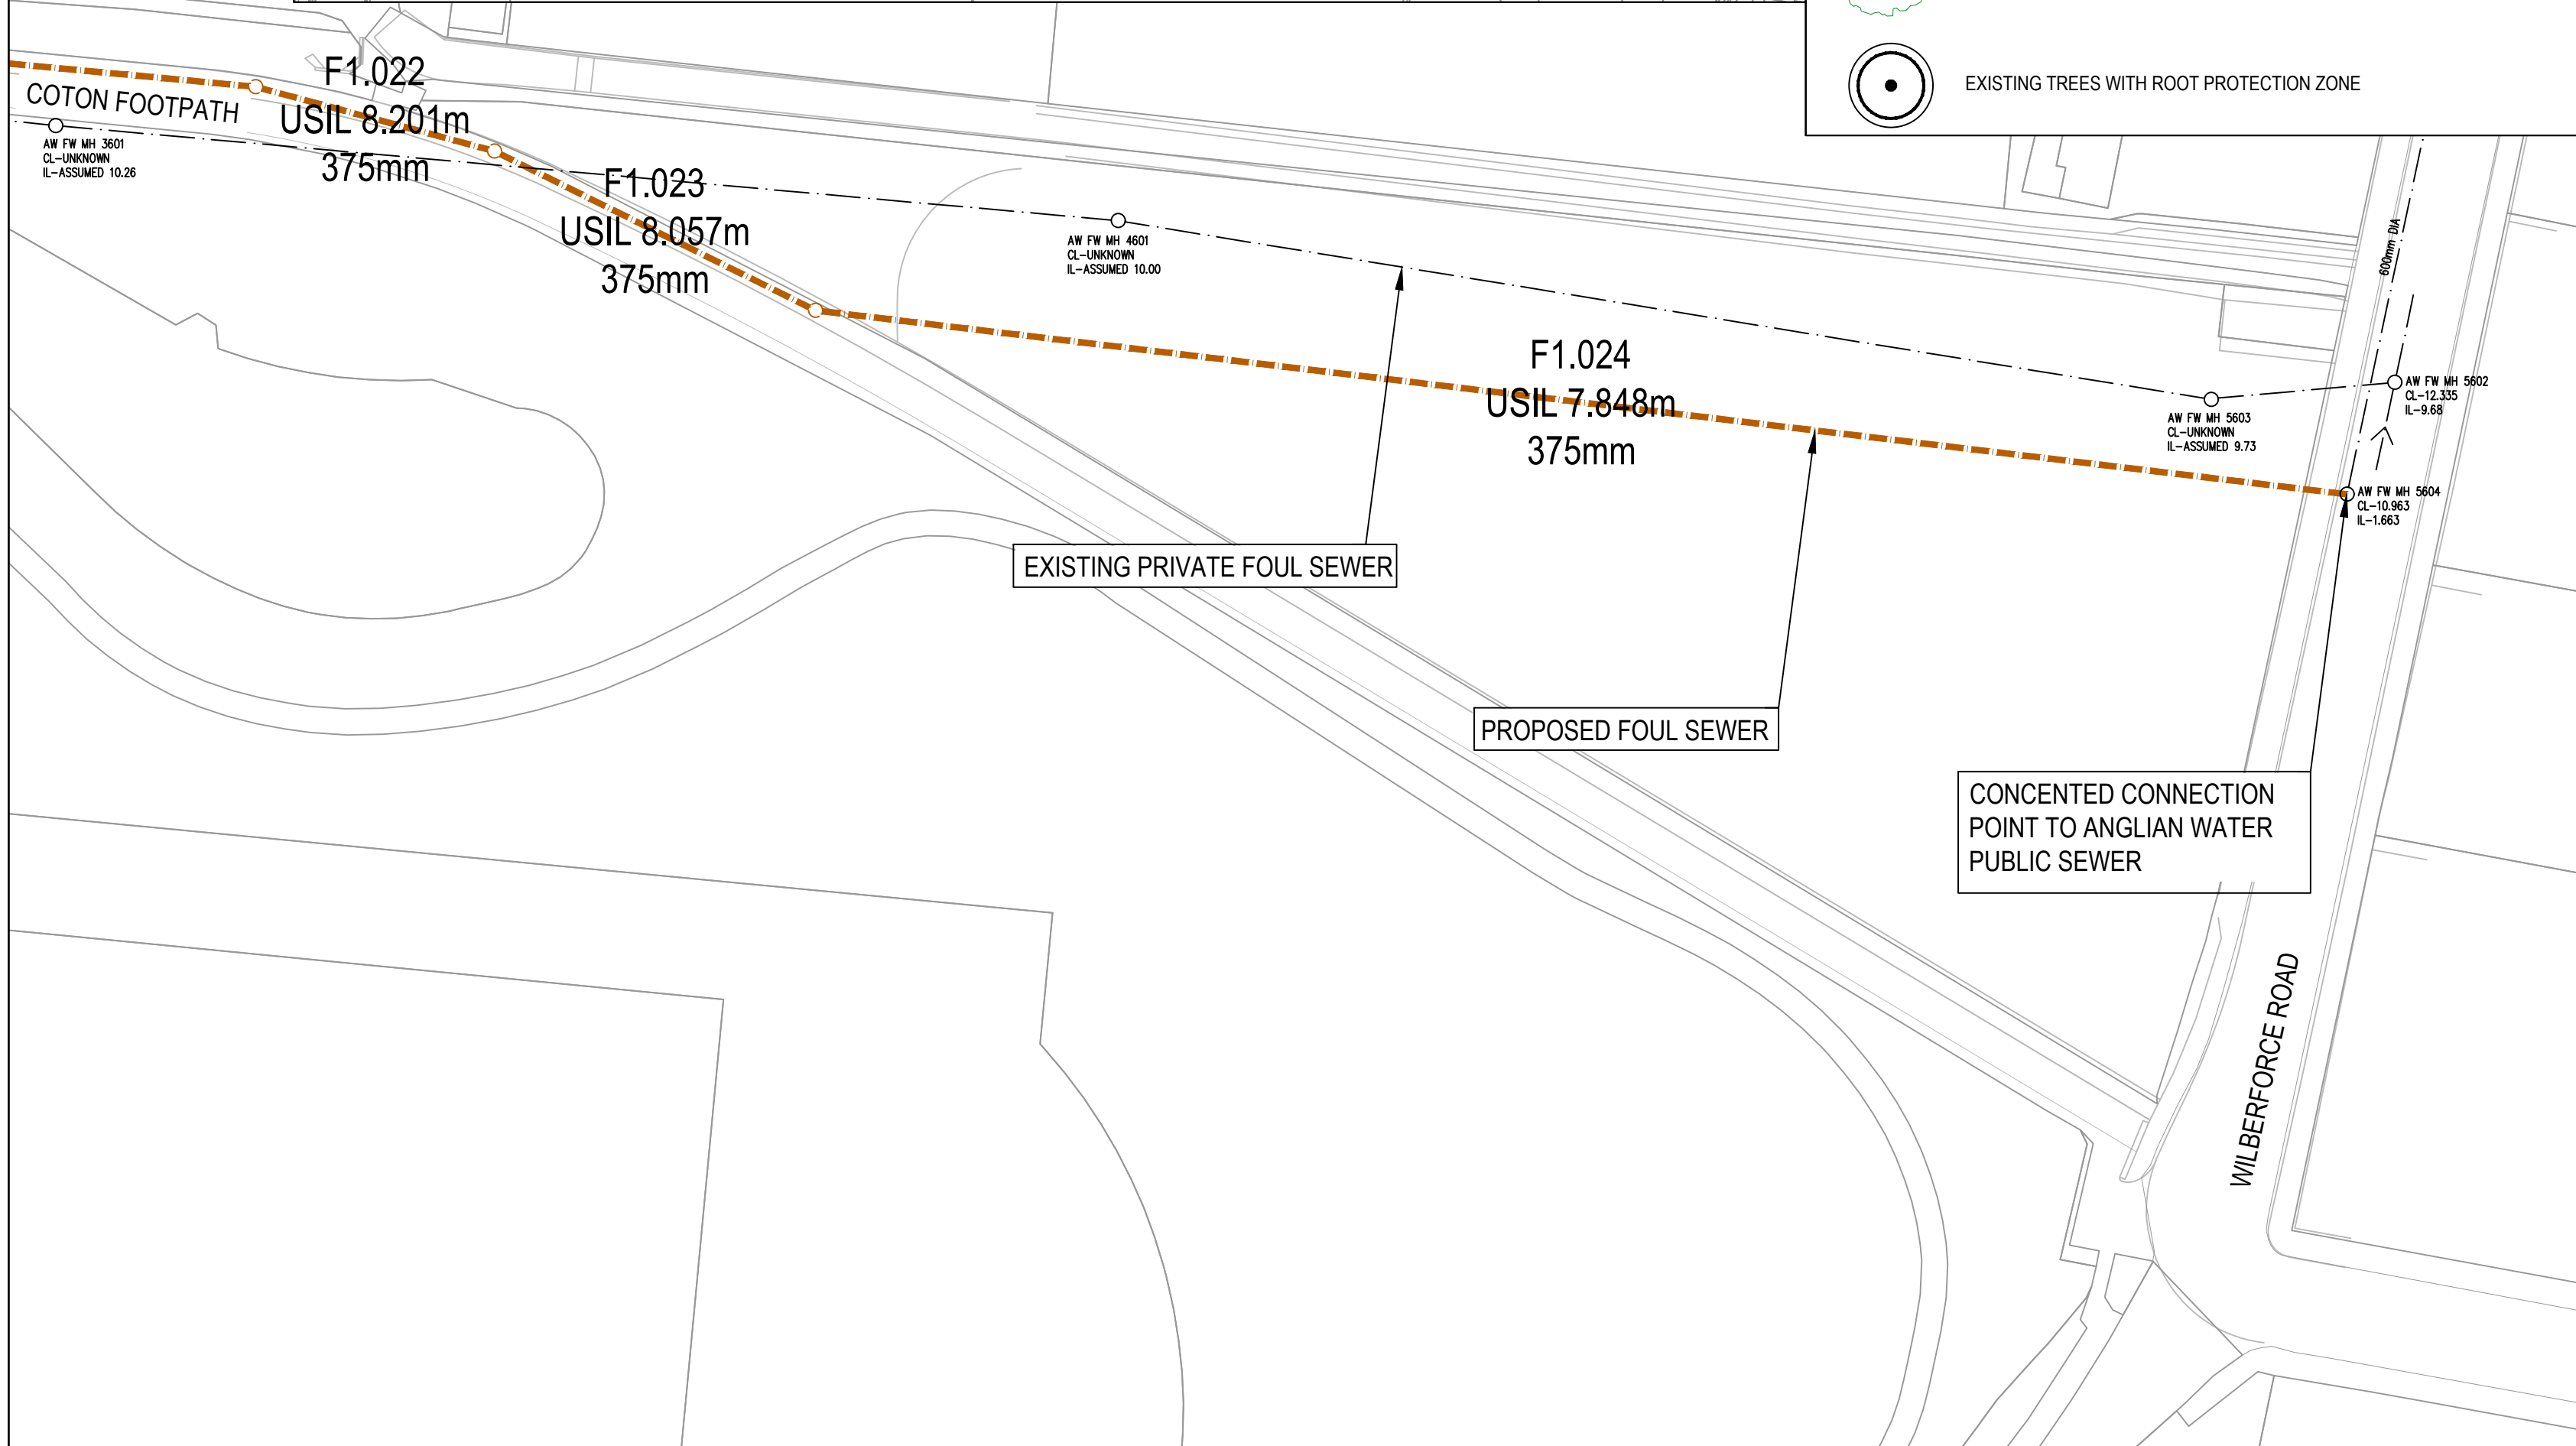 EXISTING TREES WITH ROOT PROTECTION ZONE
COTON FOOTPATH
F1.022
USIL 8.201m
375mm
AW FW MH 3601
CL-UNKNOWN
IL-ASSUMED 10.26
F1.023
USIL 8.057m
375mm
AW FW MH 4601
CL-UNKNOWN
IL-ASSUMED 10.00
600mm DIA
F1.024
USIL 7.848m
375mm
AW FW MH 5602
CL-12.335
IL-9.68
AW FW MH 5603
CL-UNKNOWN
IL-ASSUMED 9.73
AW FW MH 5604
CL-10.963
IL-1.663
EXISTING PRIVATE FOUL SEWER
PROPOSED FOUL SEWER
CONCENTED CONNECTION
POINT TO ANGLIAN WATER
PUBLIC SEWER
WILBERFORCE ROAD